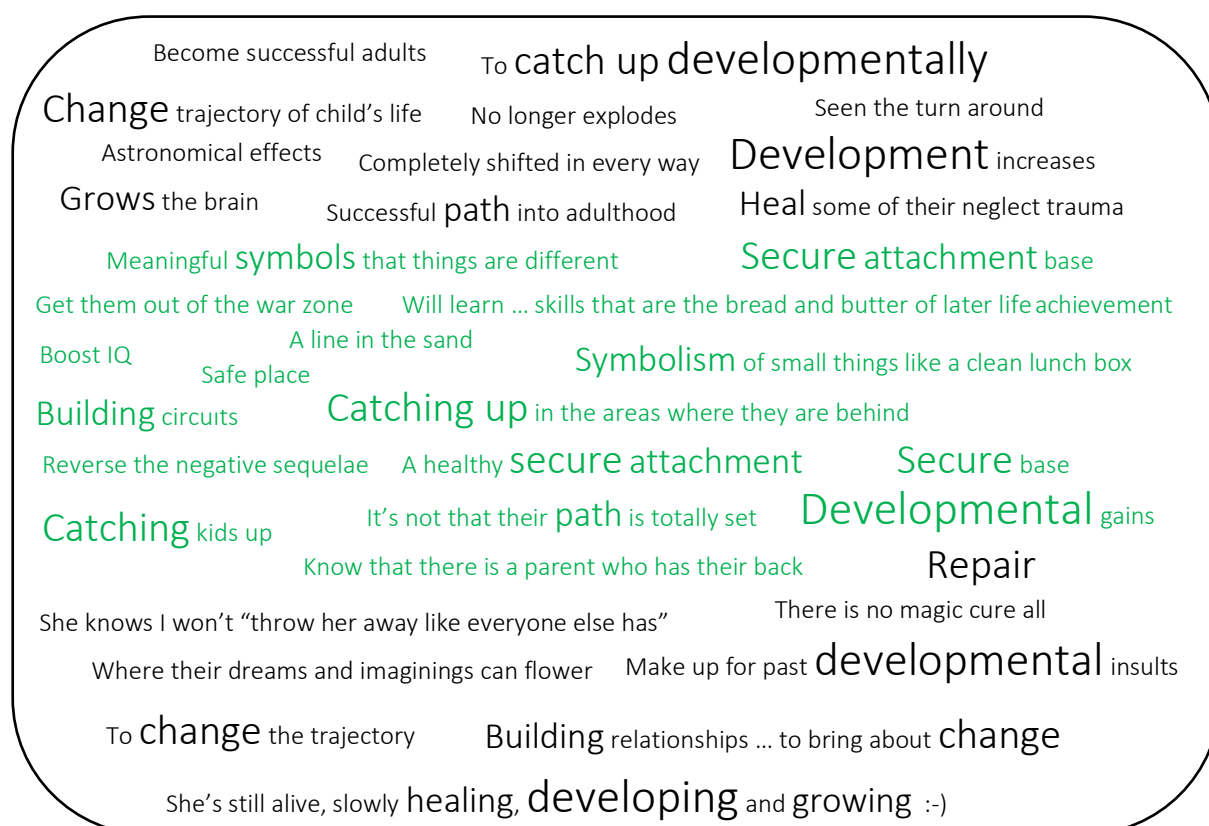 Become successful adults
To catch up developmentally
Change trajectory of child’s life
No longer explodes
Seen the turn around
Astronomical effects
Completely shifted in every way
Development increases
Grows the brain
Successful path into adulthood
Heal some of their neglect trauma
Meaningful symbols that things are different
Secure attachment base
Get them out of the war zone
Will learn … skills that are the bread and butter of later life achievement
A line in the sand
Boost IQ
Safe place
Symbolism of small things like a clean lunch box
Building circuits
Catching up in the areas where they are behind
Reverse the negative sequelae
A healthy secure attachment
Secure base
Catching kids up
It’s not that their path is totally set
Developmental gains
Know that there is a parent who has their back
Repair
She knows I won’t “throw her away like everyone else has”
There is no magic cure all
Where their dreams and imaginings can flower
Make up for past developmental insults
To change the trajectory
Building relationships … to bring about change
She’s still alive, slowly healing, developing and growing :-)